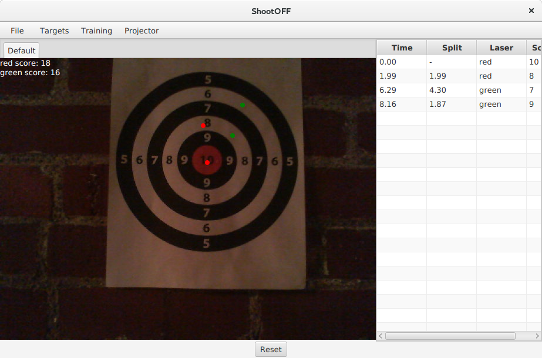 ShootOFF ×
File Targets Training Projector
Default
red score: 18
green score: 16
5
6
7
8
9
5 6 7 8 9 10 9 8 7 6 5
9
8
7
6
5
Time Split Laser Sc
0.00 - red 10
1.99 1.99 red 8
6.29 4.30 green 7
8.16 1.87 green 9
Reset